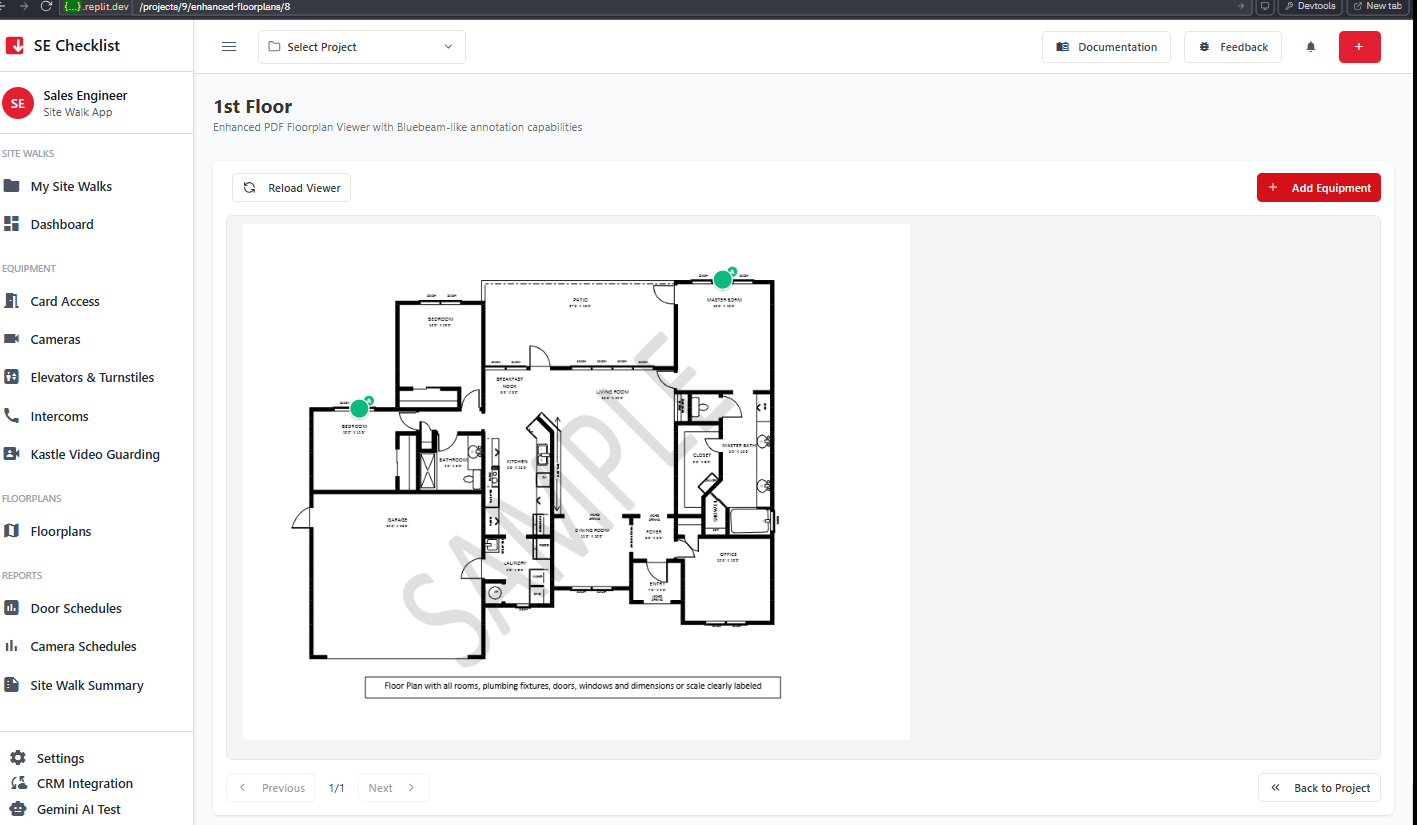 {...}.replit.dev /projects/9/enhanced-floorplans/8
Devtools
New tab
SE Checklist
Select Project
Documentation
Feedback
SE
Sales Engineer
Site Walk App
SITE WALKS
My Site Walks
Dashboard
EQUIPMENT
Card Access
Cameras
Elevators & Turnstiles
Intercoms
Kastle Video Guarding
FLOORPLANS
Floorplans
REPORTS
Door Schedules
Camera Schedules
Site Walk Summary
Settings
CRM Integration
Gemini AI Test
1st Floor
Enhanced PDF Floorplan Viewer with Bluebeam-like annotation capabilities
Reload Viewer
+ Add Equipment
PATIO
MASTER BDRM
BEDROOM
BREAKFAST
NOOK
LIVING ROOM
BEDROOM
BATHROOM
KITCHEN
CLOSET
MASTER BATH
SHOWER
GARAGE
DINING ROOM
FOYER
OFFICE
LAUNDRY
ENTRY
SAMPLE
Floor Plan with all rooms, plumbing fixtures, doors, windows and dimensions or scale clearly labeled
Previous
1/1
Next
Back to Project